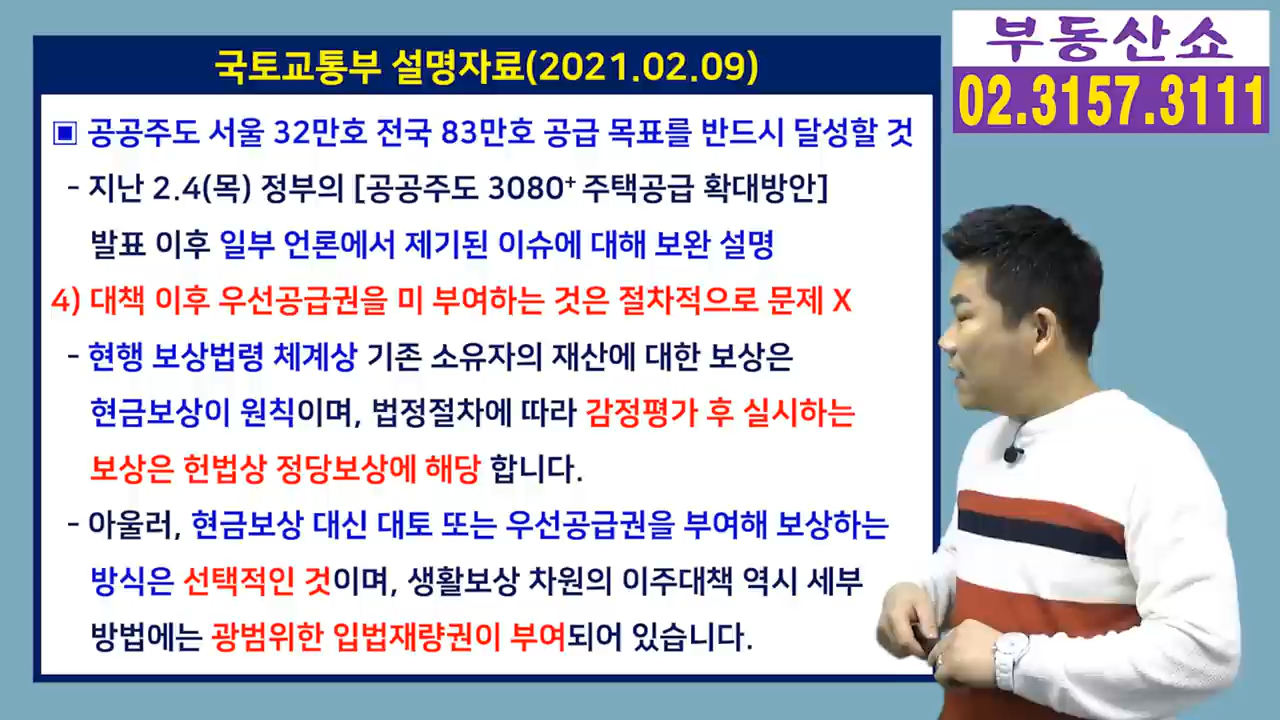 국토교통부 설명자료(2021.02.09)
부동산쇼
02.3157.3111
▣ 공공주도 서울 32만호 전국 83만호 공급 목표를 반드시 달성할 것
- 지난 2.4(목) 정부의 [공공주도 3080⁺ 주택공급 확대방안]
발표 이후 일부 언론에서 제기된 이슈에 대해 보완 설명
4) 대책 이후 우선공급권을 미 부여하는 것은 절차적으로 문제 X
- 현행 보상법령 체계상 기존 소유자의 재산에 대한 보상은
현금보상이 원칙이며, 법정절차에 따라 감정평가 후 실시하는
보상은 헌법상 정당보상에 해당 합니다.
- 아울러, 현금보상 대신 대토 또는 우선공급권을 부여해 보상하는
방식은 선택적인 것이며, 생활보상 차원의 이주대책 역시 세부
방법에는 광범위한 입법재량권이 부여되어 있습니다.